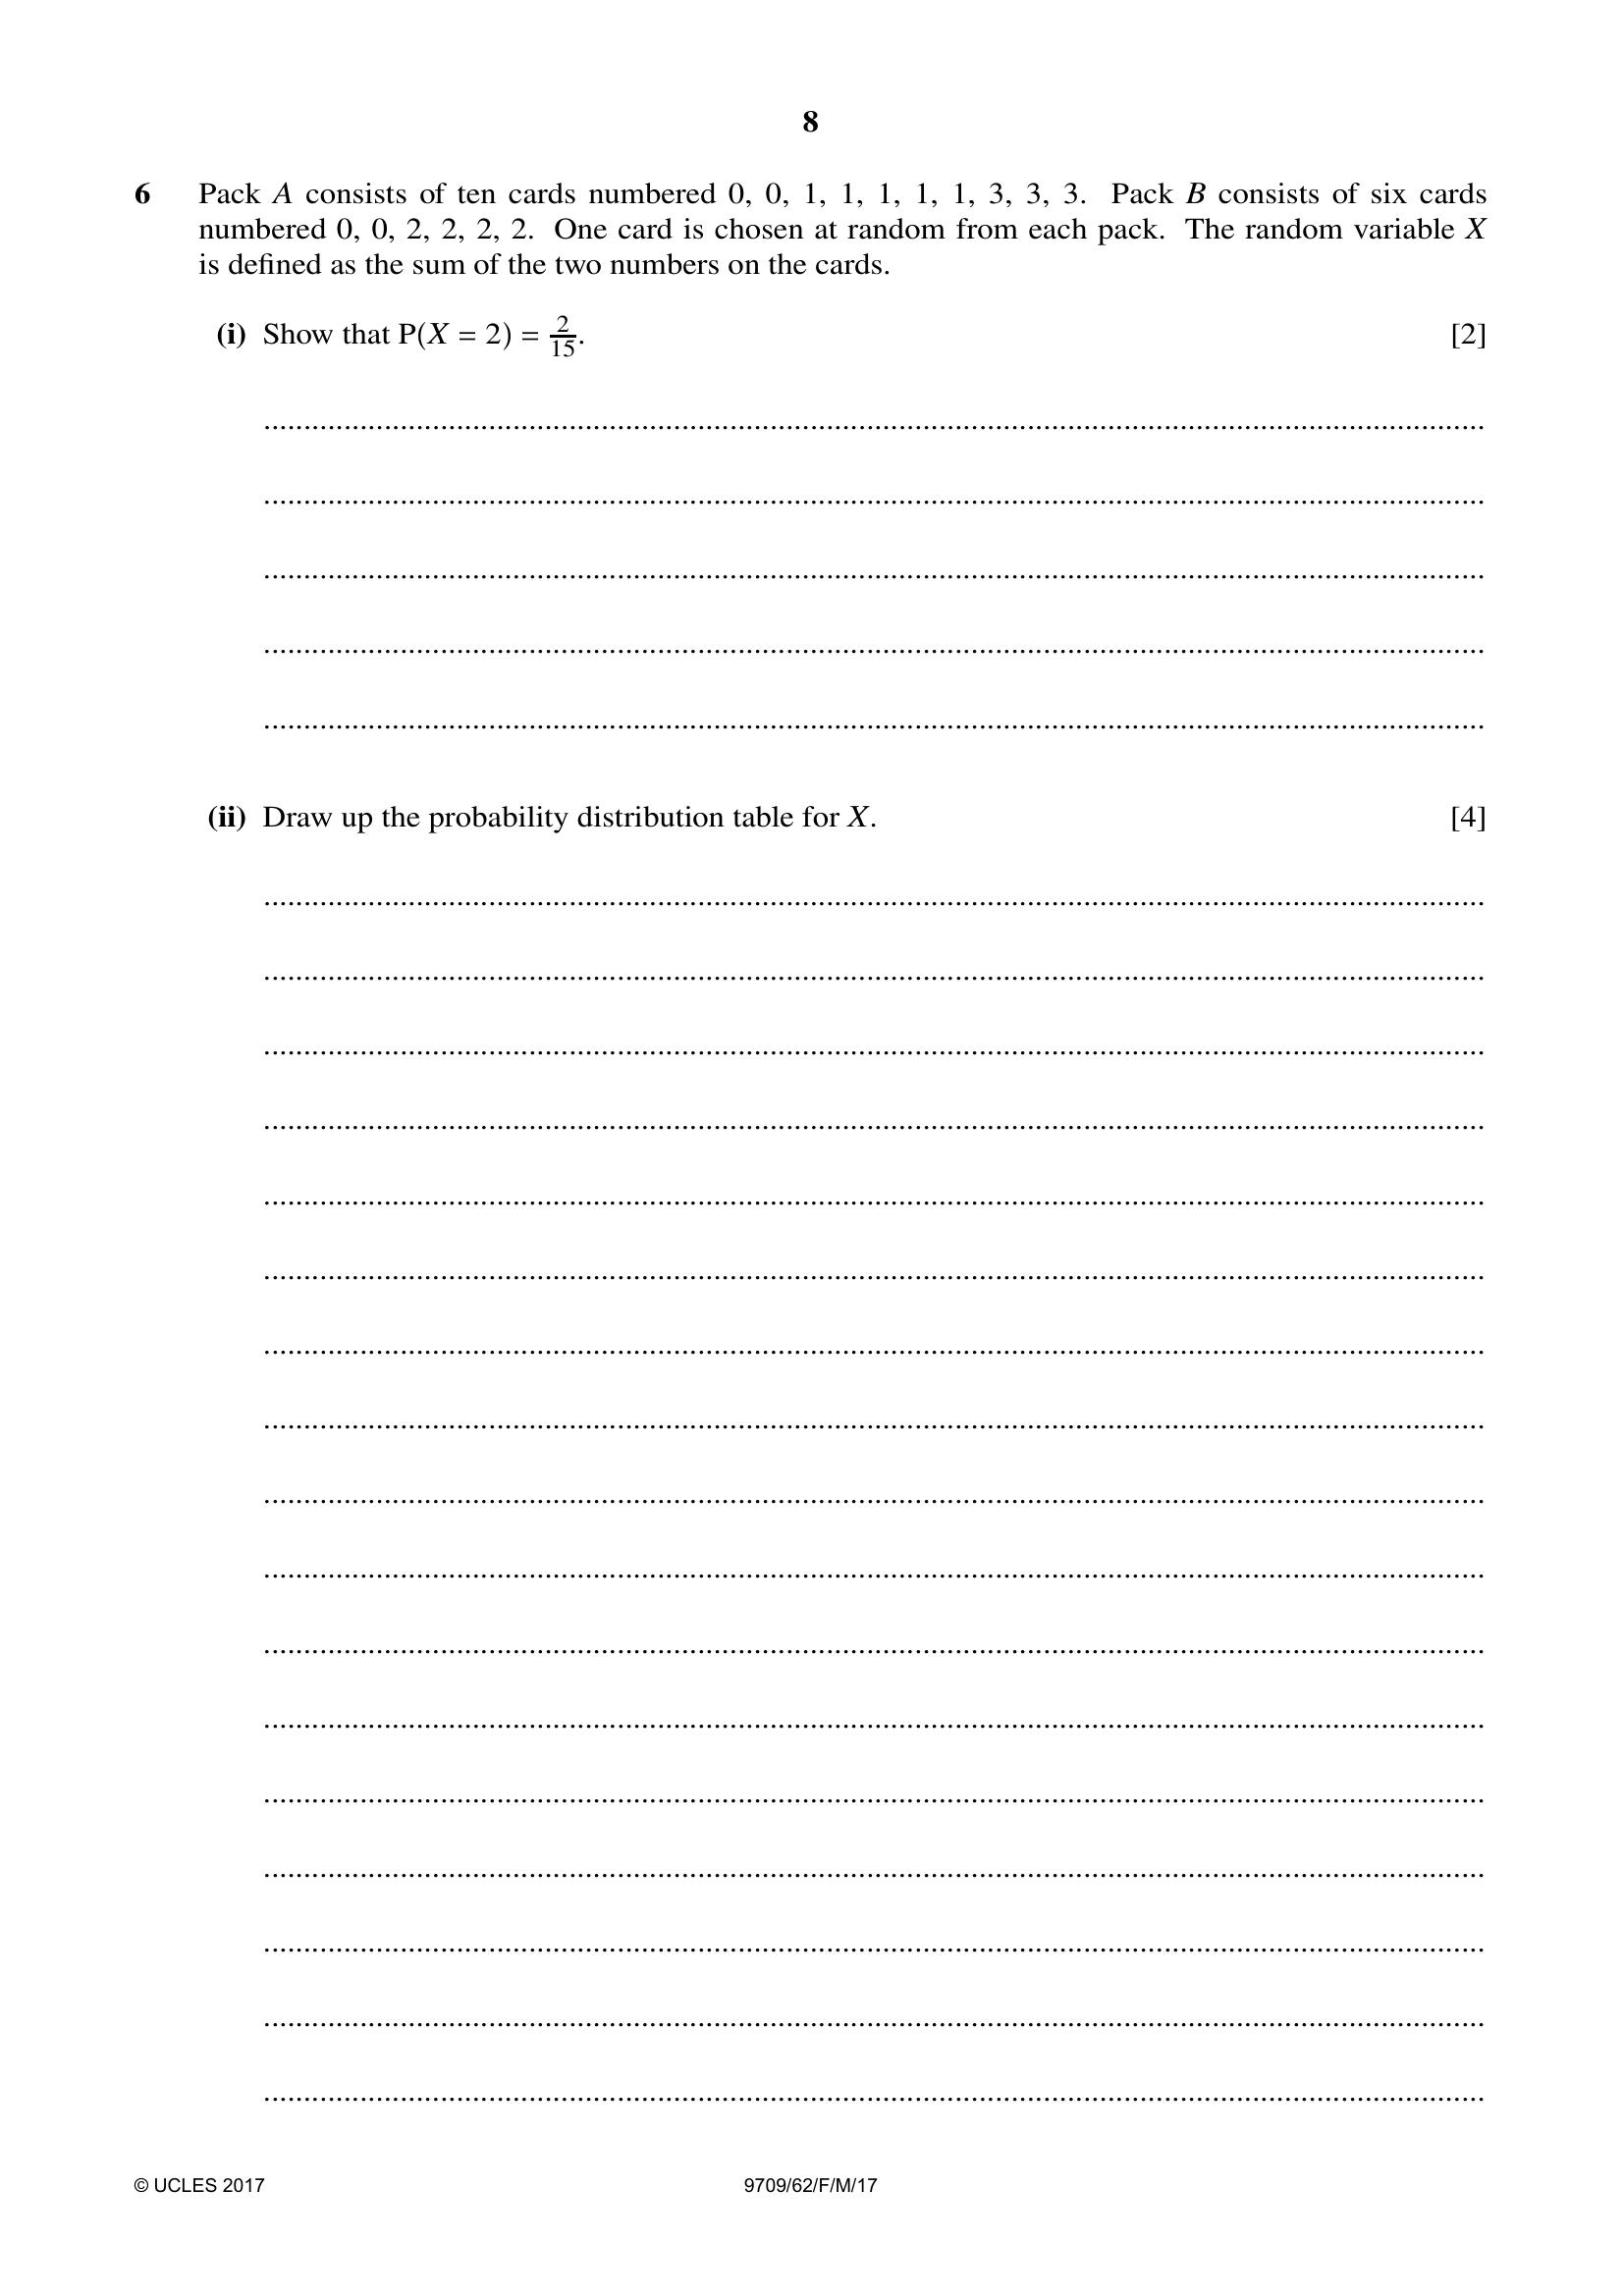 8
6 Pack A consists of ten cards numbered 0, 0, 1, 1, 1, 1, 1, 3, 3, 3. Pack B consists of six cards
numbered 0, 0, 2, 2, 2, 2. One card is chosen at random from each pack. The random variable X
is defined as the sum of the two numbers on the cards.
(i) Show that P(X = 2) = 2/15. [2]
(ii) Draw up the probability distribution table for X. [4]
© UCLES 2017 9709/62/F/M/17